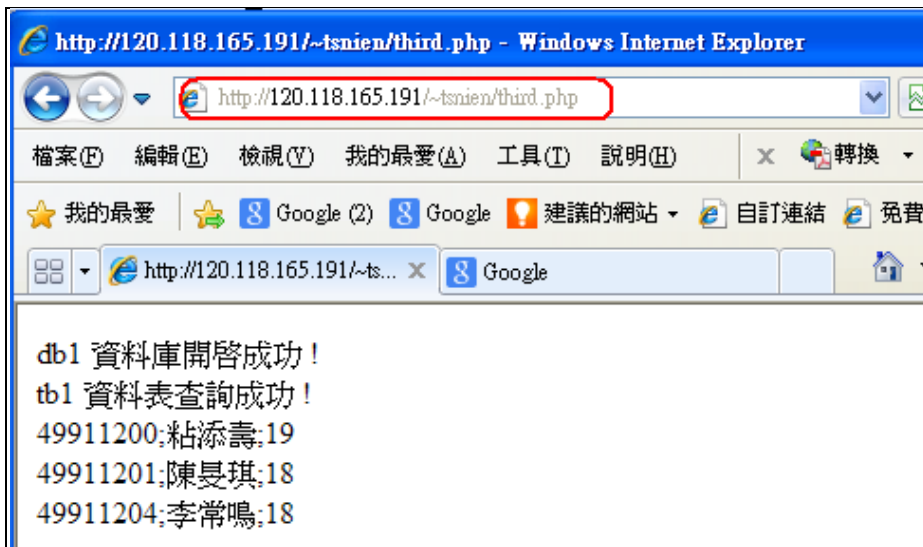 http://120.118.165.191/~tsnien/third.php - Windows Internet Explorer
http://120.118.165.191/~tsnien/third.php
檔案(F) 編輯(E) 檢視(V) 我的最愛(A) 工具(T) 說明(H) x 轉換
我的最愛 Google (2) Google 建議的網站 自訂連結 免費
http://120.118.165.191/~ts... x Google
db1 資料庫開啓成功 !
tb1 資料表查詢成功 !
49911200;粘添壽;19
49911201;陳旻琪;18
49911204;李常鳴;18